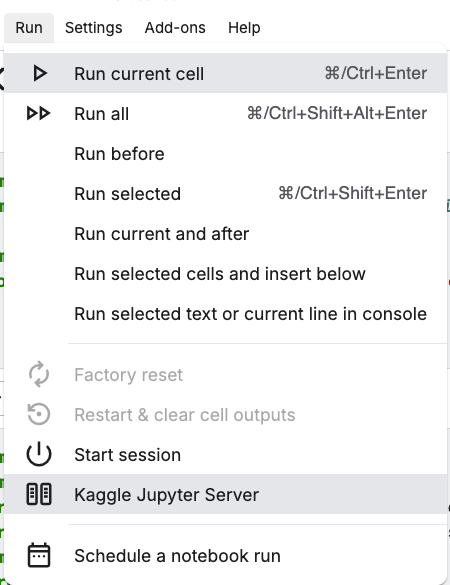 Run Settings Add-ons Help
Run current cell ⌘/Ctrl+Enter
Run all ⌘/Ctrl+Shift+Alt+Enter
Run before
Run selected ⌘/Ctrl+Shift+Enter
Run current and after
Run selected cells and insert below
Run selected text or current line in console
Factory reset
Restart & clear cell outputs
Start session
Kaggle Jupyter Server
Schedule a notebook run